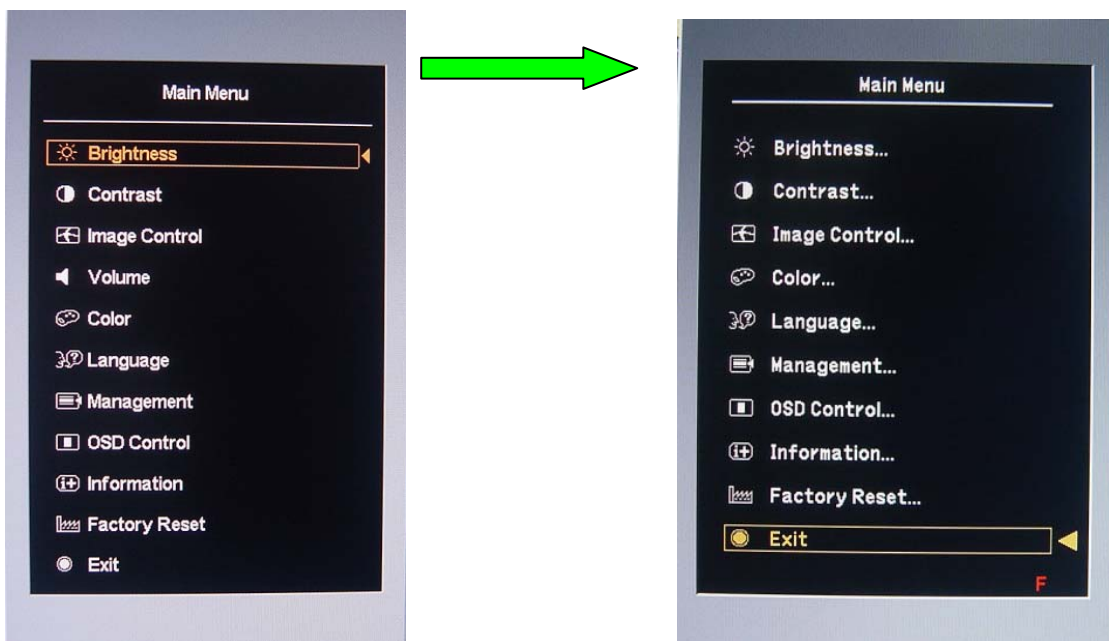 Main Menu
Brightness
Contrast
Image Control
Volume
Color
Language
Management
OSD Control
Information
Factory Reset
Exit
Main Menu
Brightness...
Contrast...
Image Control...
Color...
Language...
Management...
OSD Control...
Information...
Factory Reset...
Exit
F